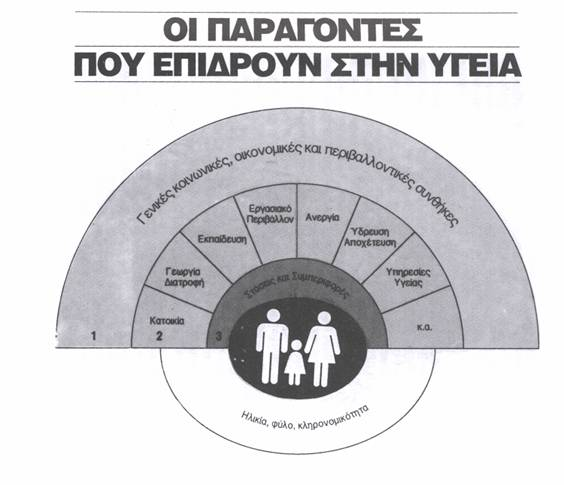 ΟΙ ΠΑΡΑΓΟΝΤΕΣ
ΠΟΥ ΕΠΙΔΡΟΥΝ ΣΤΗΝ ΥΓΕΙΑ
Γενικές κοινωνικές, οικονομικές και περιβαλλοντικές συνθήκες
Κατοικία
Γεωργία
Διατροφή
Εκπαίδευση
Εργασιακό
Περιβάλλον
Ανεργία
Ύδρευση
Αποχέτευση
Υπηρεσίες
Υγείας
κ.α.
Στάσεις και Συμπεριφορές
1
2
3
Ηλικία, φύλο, κληρονομικότητα